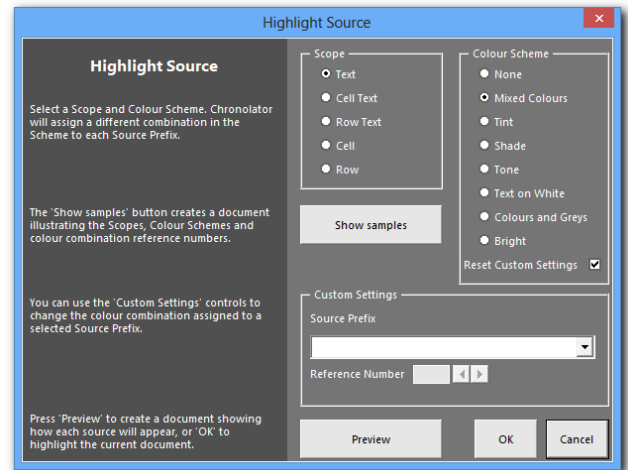 Highlight Source
Highlight Source
Select a Scope and Colour Scheme. Chronolator
will assign a different combination in the
Scheme to each Source Prefix.
The 'Show samples' button creates a document
illustrating the Scopes, Colour Schemes and
colour combination reference numbers.
You can use the 'Custom Settings' controls to
change the colour combination assigned to a
selected Source Prefix.
Press 'Preview' to create a document showing
how each source will appear, or 'OK' to
highlight the current document.
Scope
Text
Cell Text
Row Text
Cell
Row
Show samples
Colour Scheme
None
Mixed Colours
Tint
Shade
Tone
Text on White
Colours and Greys
Bright
Reset Custom Settings
Custom Settings
Source Prefix
Reference Number
Preview
OK
Cancel